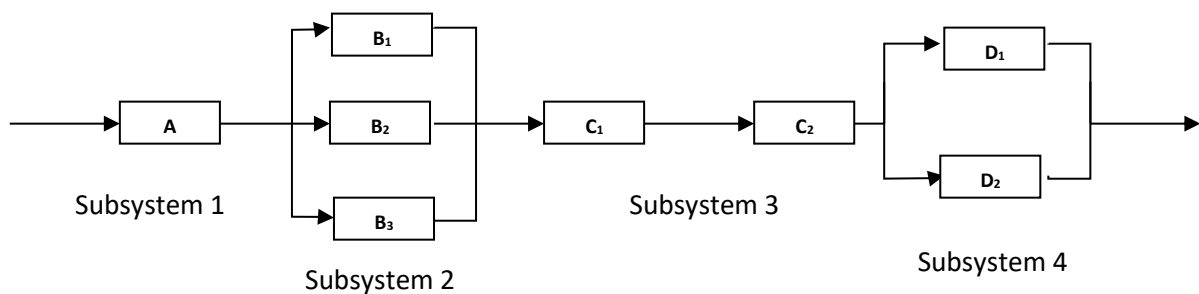 B₁
D₁
A
B₂
C₁
C₂
D₂
Subsystem 1
B₃
Subsystem 3
Subsystem 2
Subsystem 4